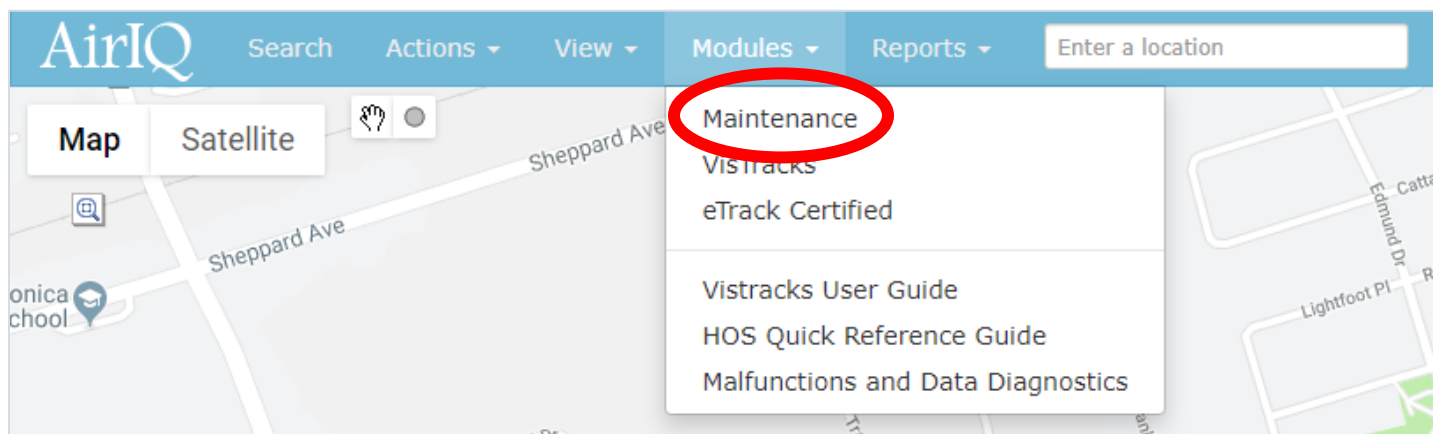 AirIQ Search Actions View Modules Reports Enter a location
Map Satellite
Maintenance
VisTracks
eTrack Certified
Vistracks User Guide
HOS Quick Reference Guide
Malfunctions and Data Diagnostics
Sheppard Ave
Sheppard Ave
onica
chool
Edmund Dr
Catta
Lightfoot Pl